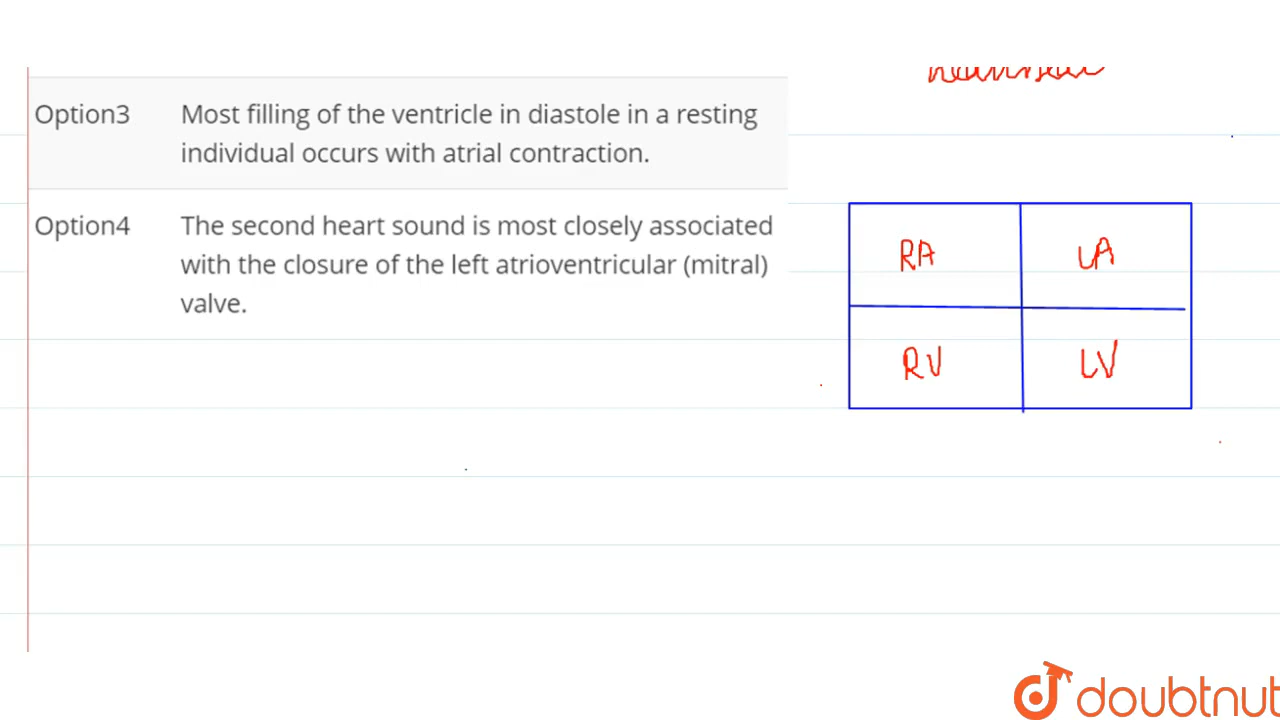 Option3 Most filling of the ventricle in diastole in a resting
individual occurs with atrial contraction.
Option4 The second heart sound is most closely associated
with the closure of the left atrioventricular (mitral)
valve.
RA LA
RV LV
doubtnut